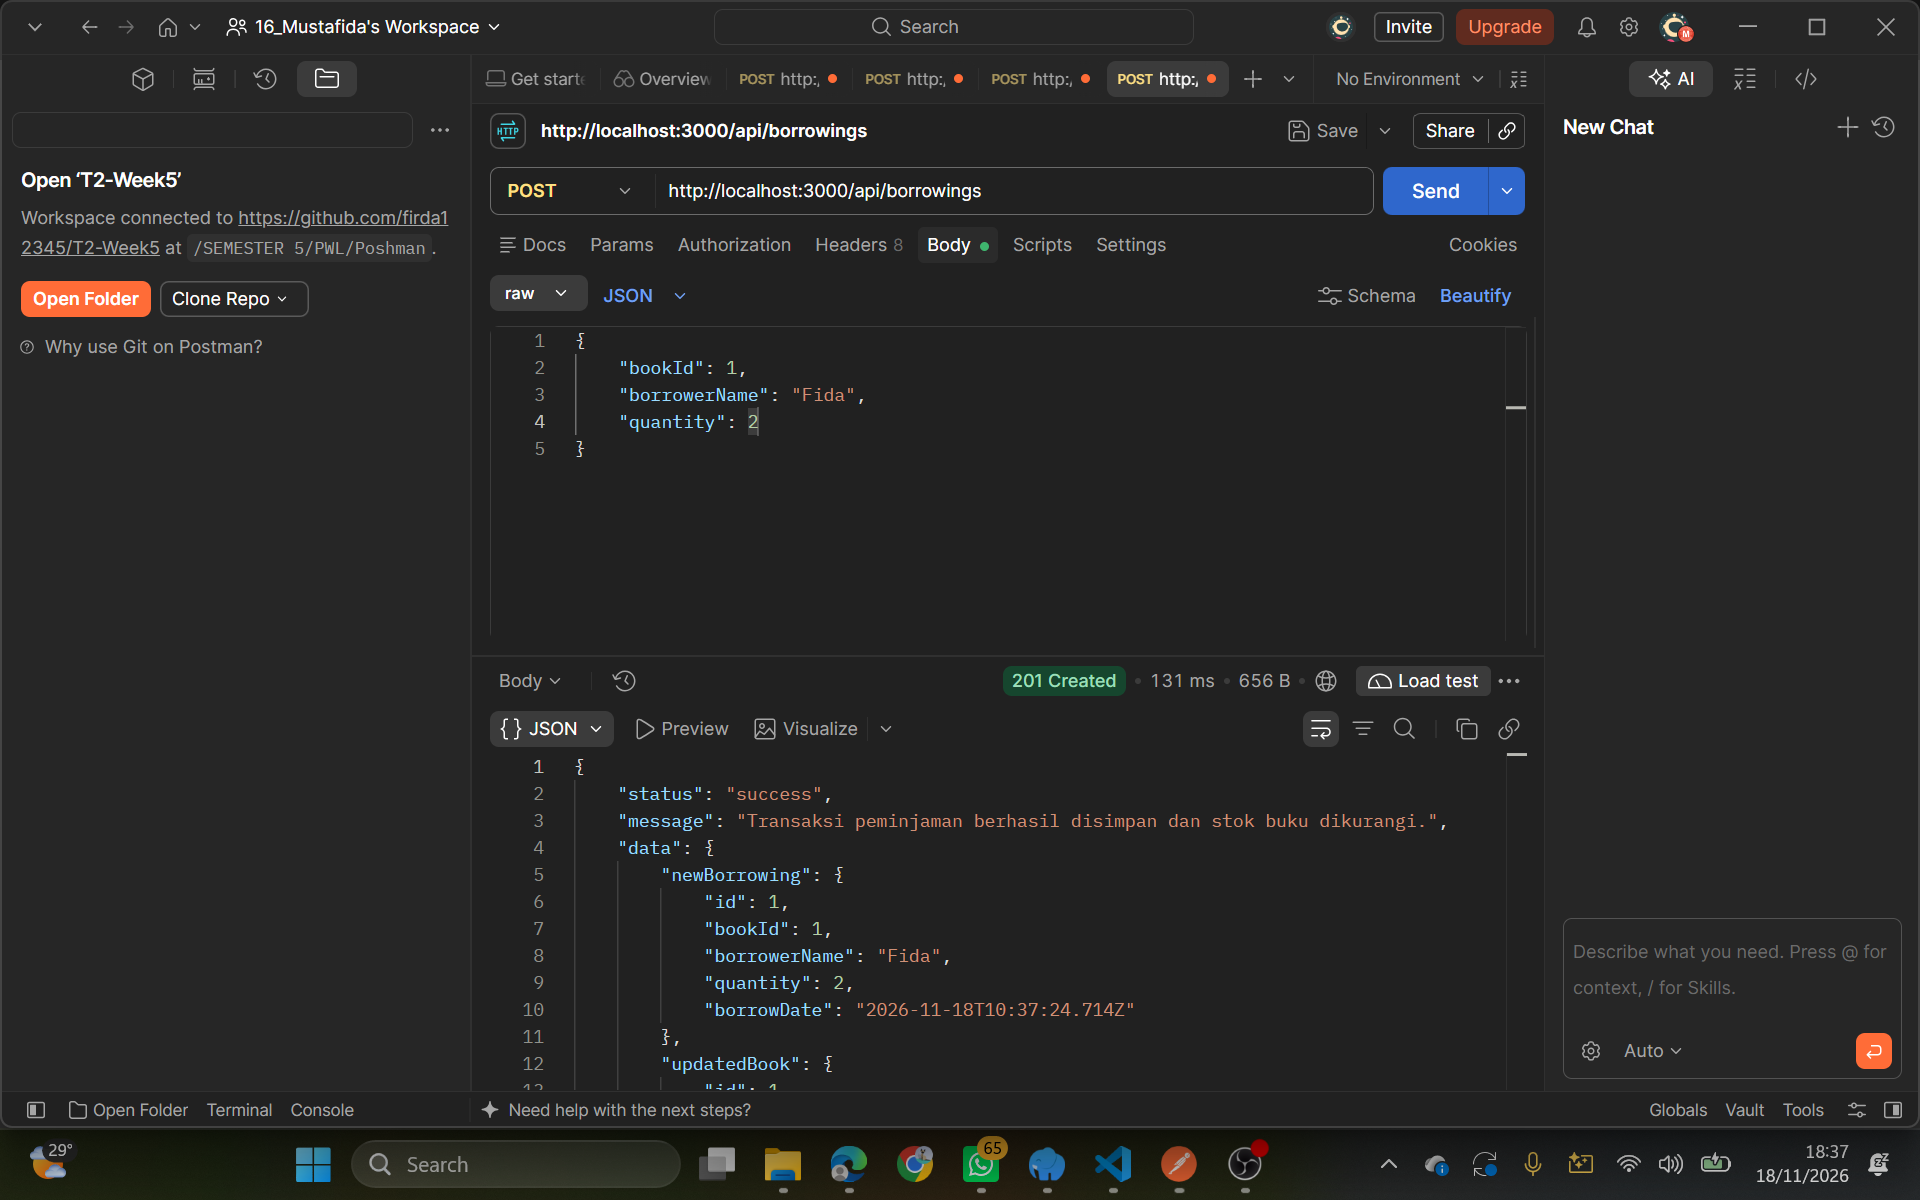 16_Mustafida's Workspace
Search
Invite
Upgrade
M
Get starte
Overview
POST http:,
POST http:,
POST http:,
POST http:,
No Environment
AI
HTTP
http://localhost:3000/api/borrowings
Save
Share
New Chat
Open ‘T2-Week5’
Workspace connected to https://github.com/firda1
2345/T2-Week5 at /SEMESTER 5/PWL/Poshman.
Open Folder
Clone Repo
Why use Git on Postman?
POST
http://localhost:3000/api/borrowings
Send
Docs
Params
Authorization
Headers 8
Body
Scripts
Settings
Cookies
raw
JSON
Schema
Beautify
1 {
2 "bookId": 1,
3 "borrowerName": "Fida",
4 "quantity": 2
5 }
Body
201 Created
131 ms
656 B
Load test
{} JSON
Preview
Visualize
1 {
2 "status": "success",
3 "message": "Transaksi peminjaman berhasil disimpan dan stok buku dikurangi.",
4 "data": {
5 "newBorrowing": {
6 "id": 1,
7 "bookId": 1,
8 "borrowerName": "Fida",
9 "quantity": 2,
10 "borrowDate": "2026-11-18T10:37:24.714Z"
11 },
12 "updatedBook": {
13 "id": 1
Describe what you need. Press @ for
context, / for Skills.
Auto
Open Folder
Terminal
Console
Need help with the next steps?
Globals
Vault
Tools
29°
Search
65
18:37
18/11/2026